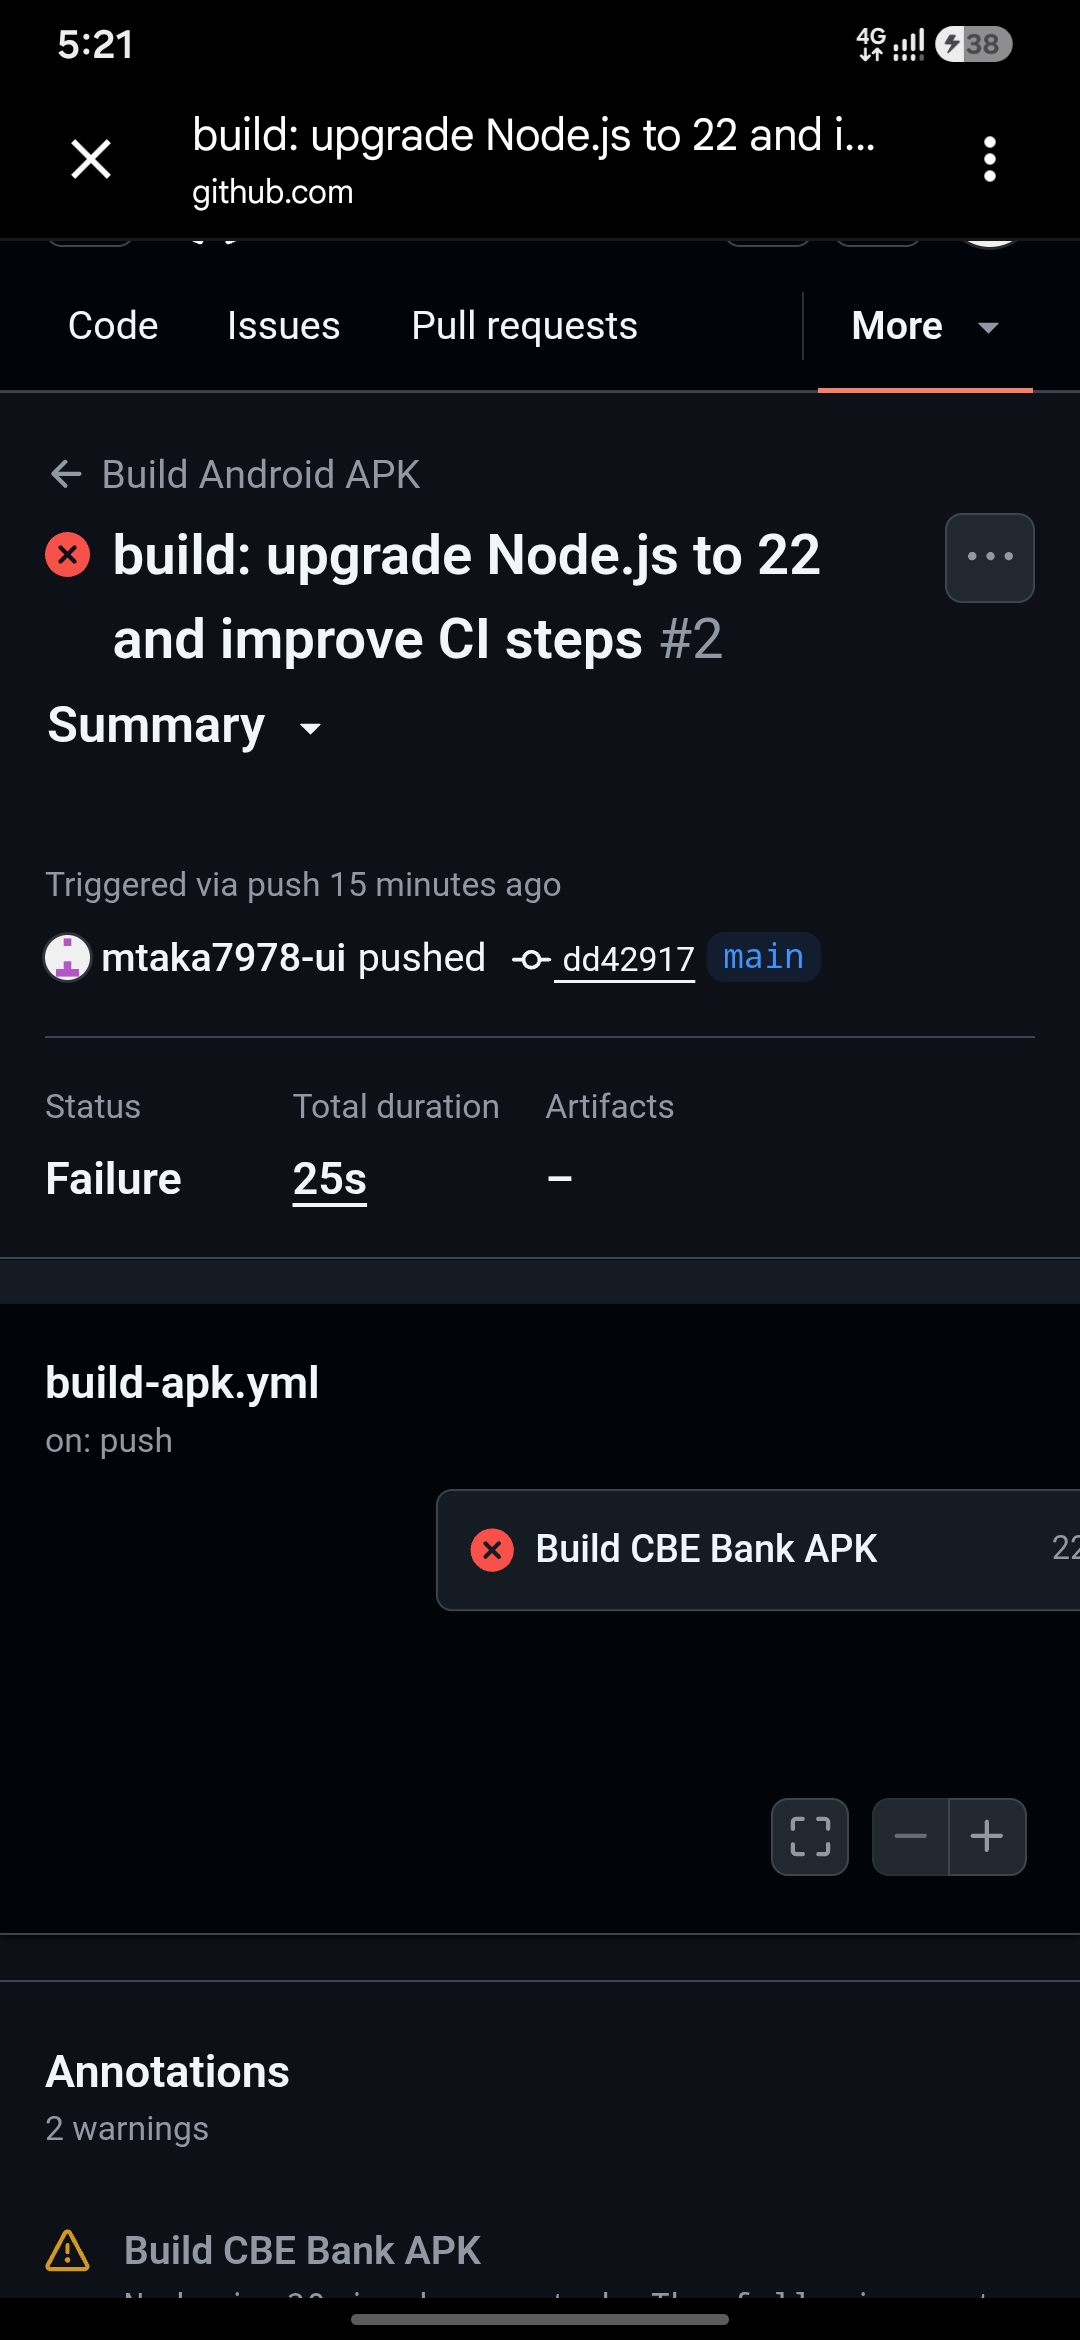 5:21
4G
38
build: upgrade Node.js to 22 and i...
github.com
Code
Issues
Pull requests
More
Build Android APK
build: upgrade Node.js to 22
and improve CI steps #2
Summary
Triggered via push 15 minutes ago
mtaka7978-ui pushed dd42917 main
Status
Total duration
Artifacts
Failure
25s
–
build-apk.yml
on: push
Build CBE Bank APK
22
Annotations
2 warnings
Build CBE Bank APK